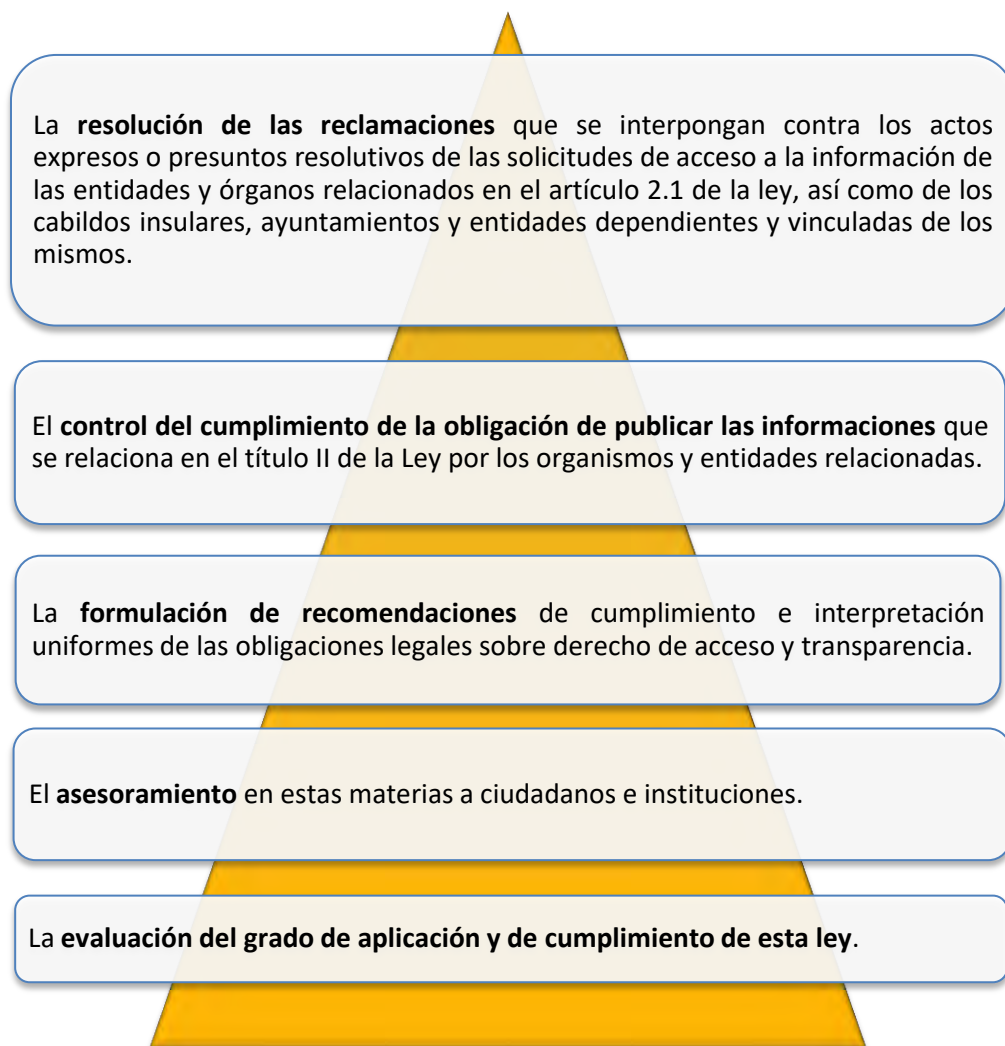 La resolución de las reclamaciones que se interpongan contra los actos
expresos o presuntos resolutivos de las solicitudes de acceso a la información de
las entidades y órganos relacionados en el artículo 2.1 de la ley, así como de los
cabildos insulares, ayuntamientos y entidades dependientes y vinculadas de los
mismos.
El control del cumplimiento de la obligación de publicar las informaciones que
se relaciona en el título II de la Ley por los organismos y entidades relacionadas.
La formulación de recomendaciones de cumplimiento e interpretación
uniformes de las obligaciones legales sobre derecho de acceso y transparencia.
El asesoramiento en estas materias a ciudadanos e instituciones.
La evaluación del grado de aplicación y de cumplimiento de esta ley.